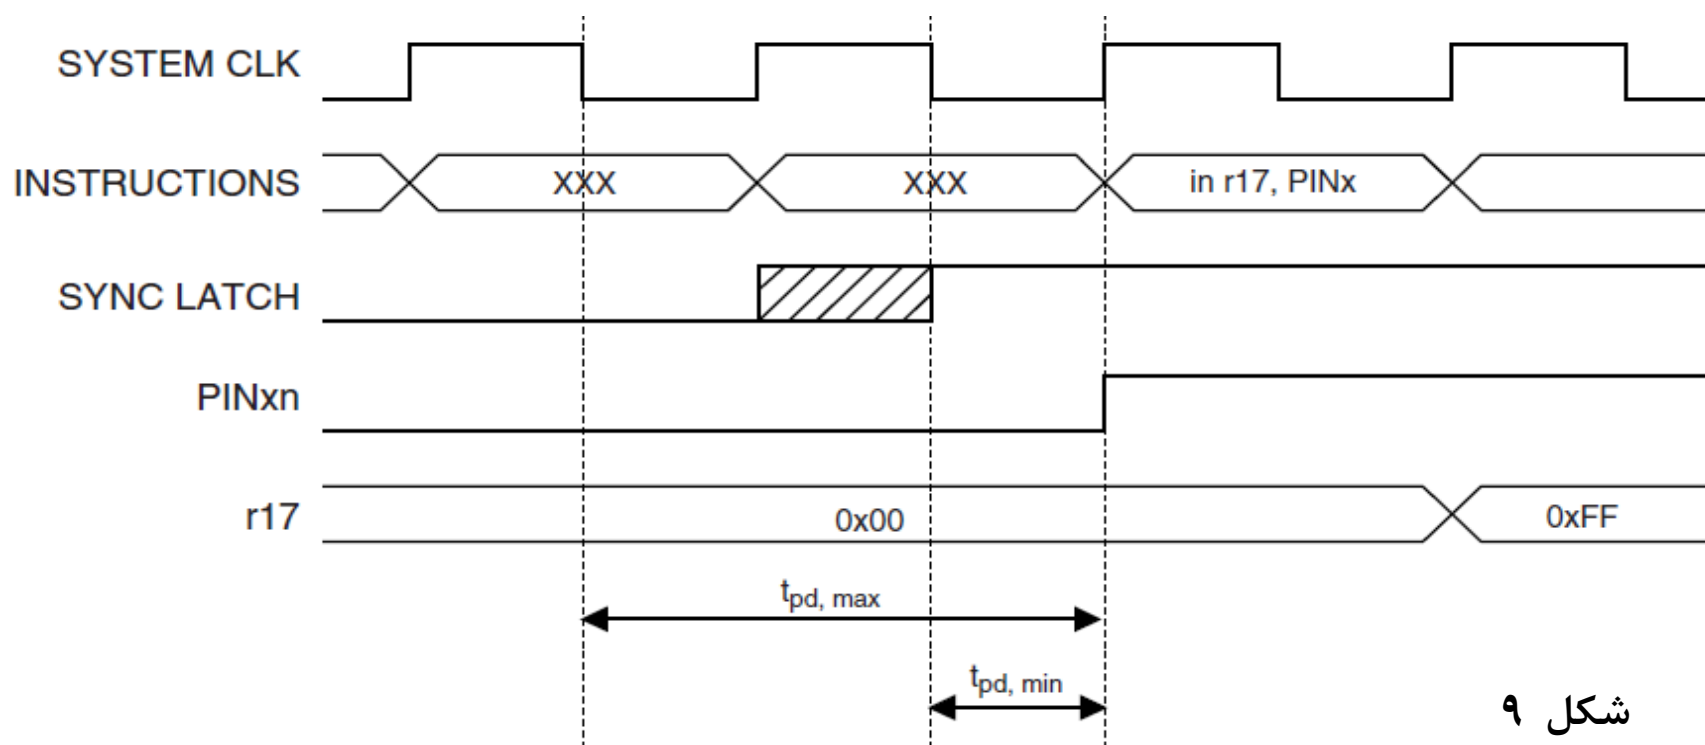 SYSTEM CLK
INSTRUCTIONS XXX XXX in r17, PINx
SYNC LATCH
PINxn
r17 0x00 0xFF
tpd, max
tpd, min
شکل ۹